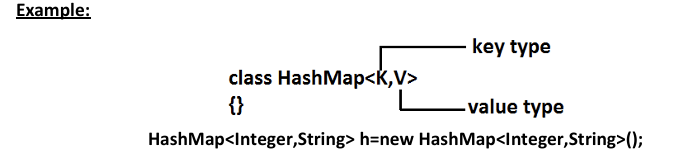 Example:
key type
class HashMap<K,V>
{}
value type
HashMap<Integer,String> h=new HashMap<Integer,String>();